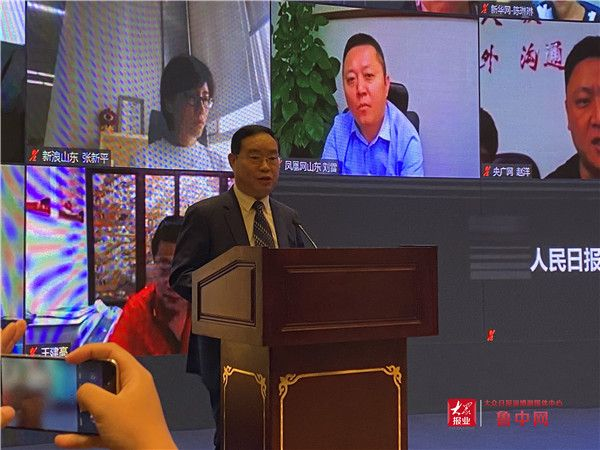 新华网-陈琳琳
外 沟通
新浪山东 张新平
凤凰网山东 刘雷
央广网 赵洋
人民日报
王建亮
大众报业
大众日报淄博融媒体中心
鲁中网